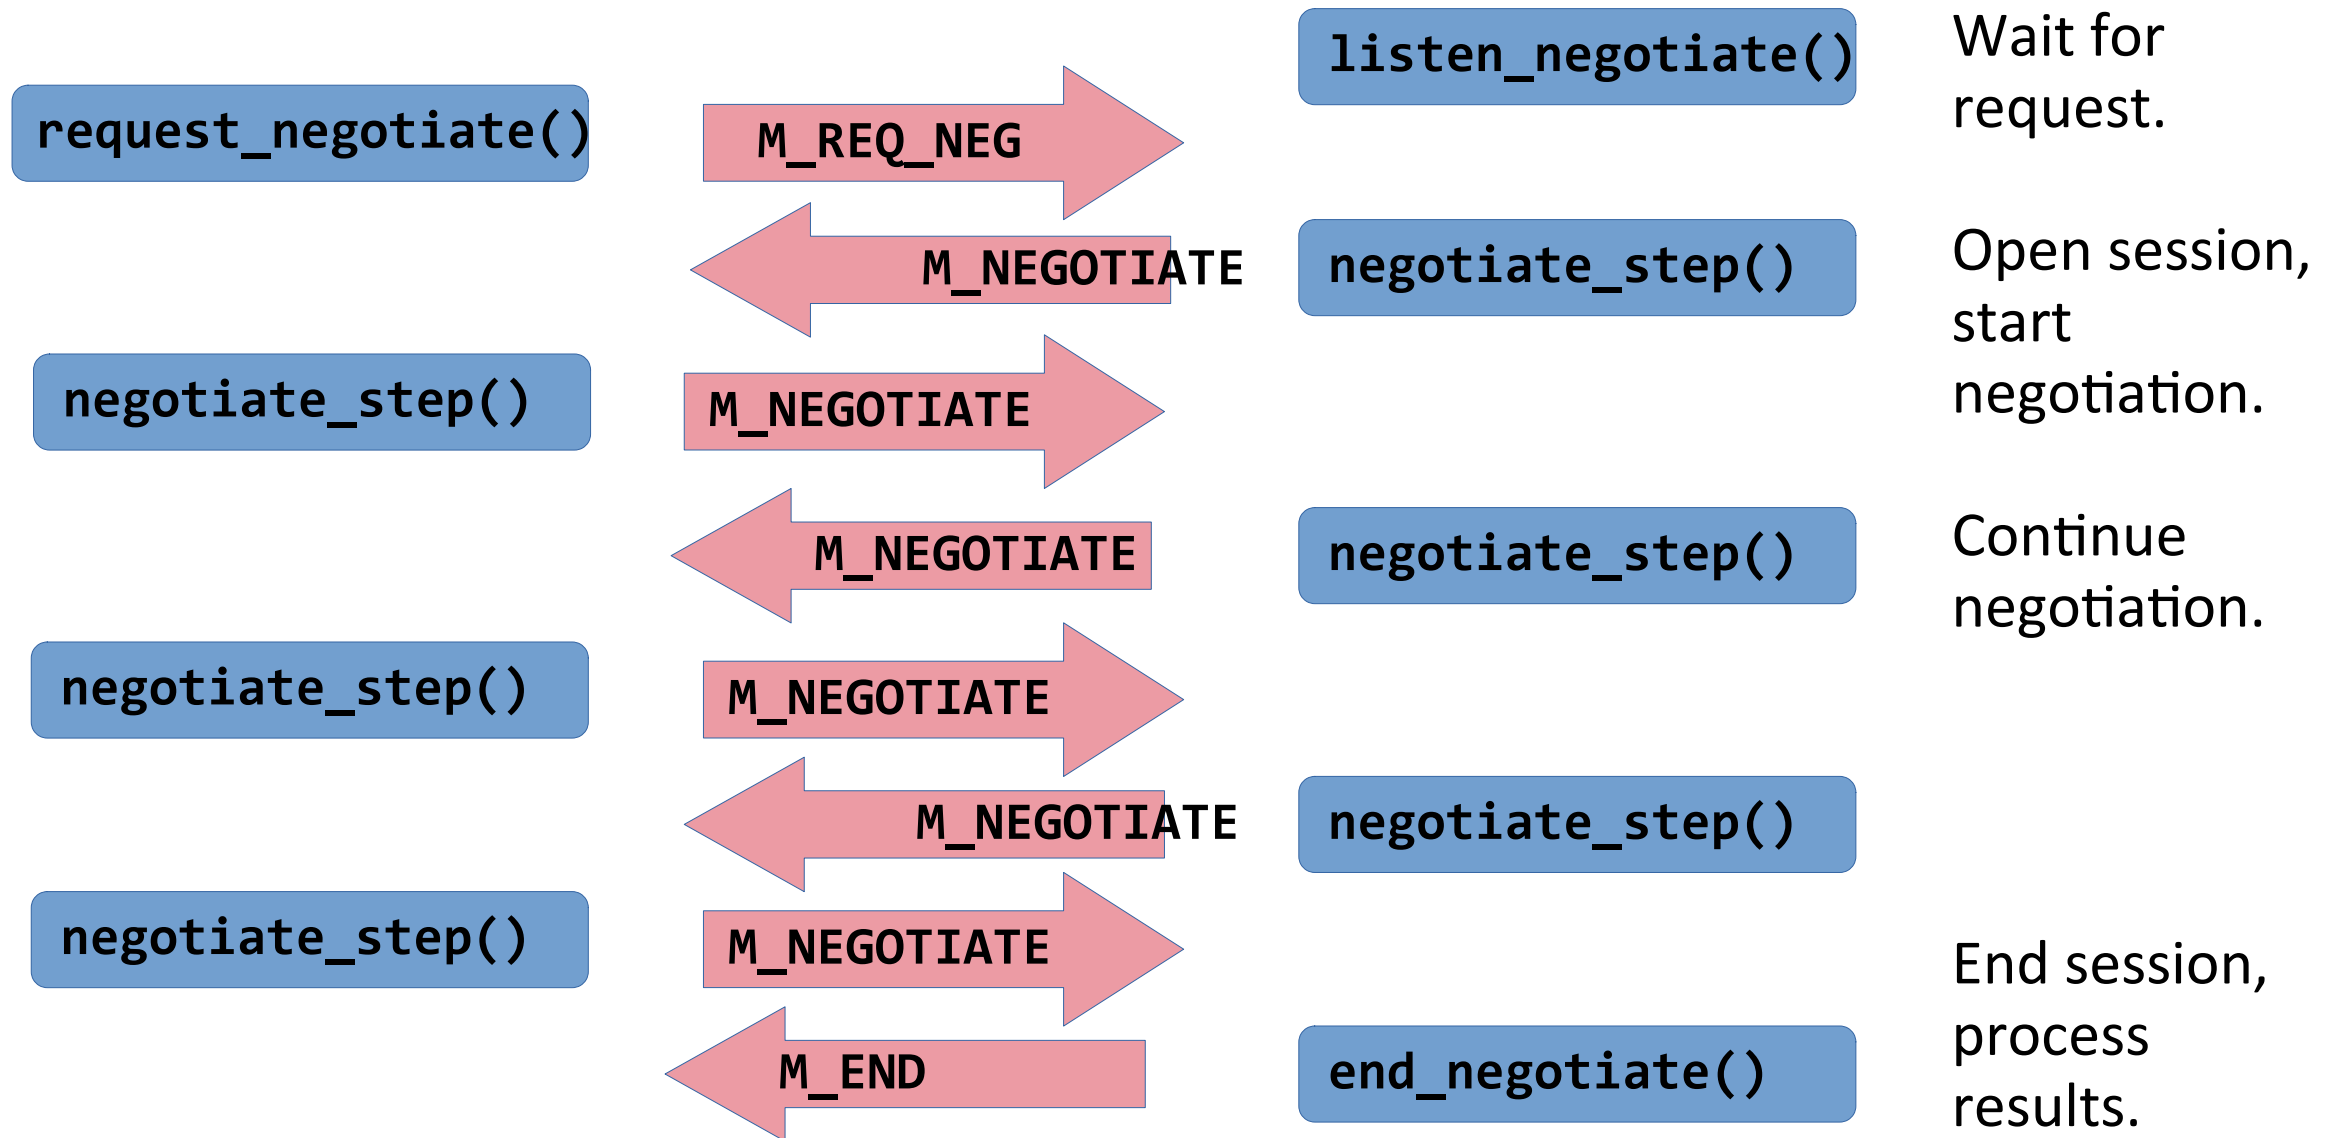 listen_negotiate()
Wait for
request.
request_negotiate()
M_REQ_NEG
M_NEGOTIATE
negotiate_step()
Open session,
start
negotiation.
negotiate_step()
M_NEGOTIATE
M_NEGOTIATE
negotiate_step()
Continue
negotiation.
negotiate_step()
M_NEGOTIATE
M_NEGOTIATE
negotiate_step()
negotiate_step()
M_NEGOTIATE
M_END
end_negotiate()
End session,
process
results.